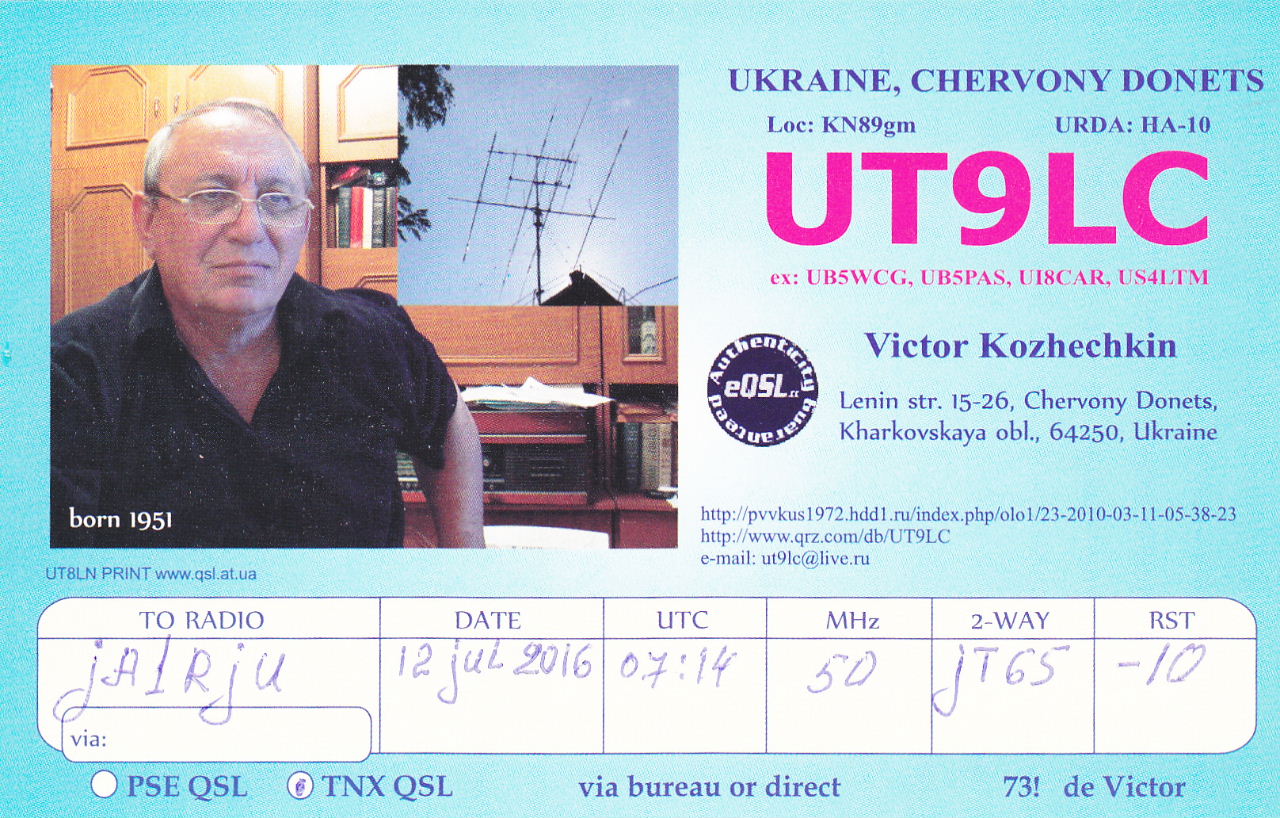 UKRAINE, CHERVONY DONETS
Loc: KN89gm URDA: HA-10
UT9LC
ex: UB5WCG, UB5PAS, UI8CAR, US4LTM
Authenticity Guaranteed
eQSL.cc
Victor Kozhechkin
Lenin str. 15-26, Chervony Donets,
Kharkovskaya obl., 64250, Ukraine
born 1951
http://pvvkus1972.hdd1.ru/index.php/olo1/23-2010-03-11-05-38-23
http://www.qrz.com/db/UT9LC
e-mail: ut9lc@live.ru
UT8LN PRINT www.qsl.at.ua
TO RADIO DATE UTC MHz 2-WAY RST
jA1RjU 12 juL 2016 07:14 50 jT65 -10
via:
PSE QSL TNX QSL via bureau or direct 73! de Victor